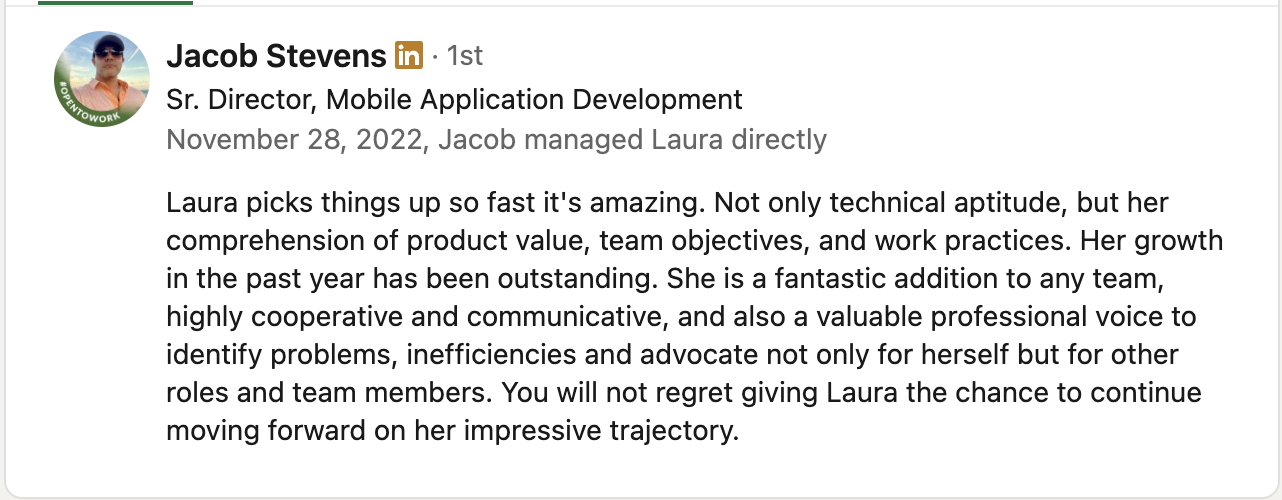 Jacob Stevens in · 1st
Sr. Director, Mobile Application Development
November 28, 2022, Jacob managed Laura directly
#OPENTOWORK
Laura picks things up so fast it's amazing. Not only technical aptitude, but her
comprehension of product value, team objectives, and work practices. Her growth
in the past year has been outstanding. She is a fantastic addition to any team,
highly cooperative and communicative, and also a valuable professional voice to
identify problems, inefficiencies and advocate not only for herself but for other
roles and team members. You will not regret giving Laura the chance to continue
moving forward on her impressive trajectory.